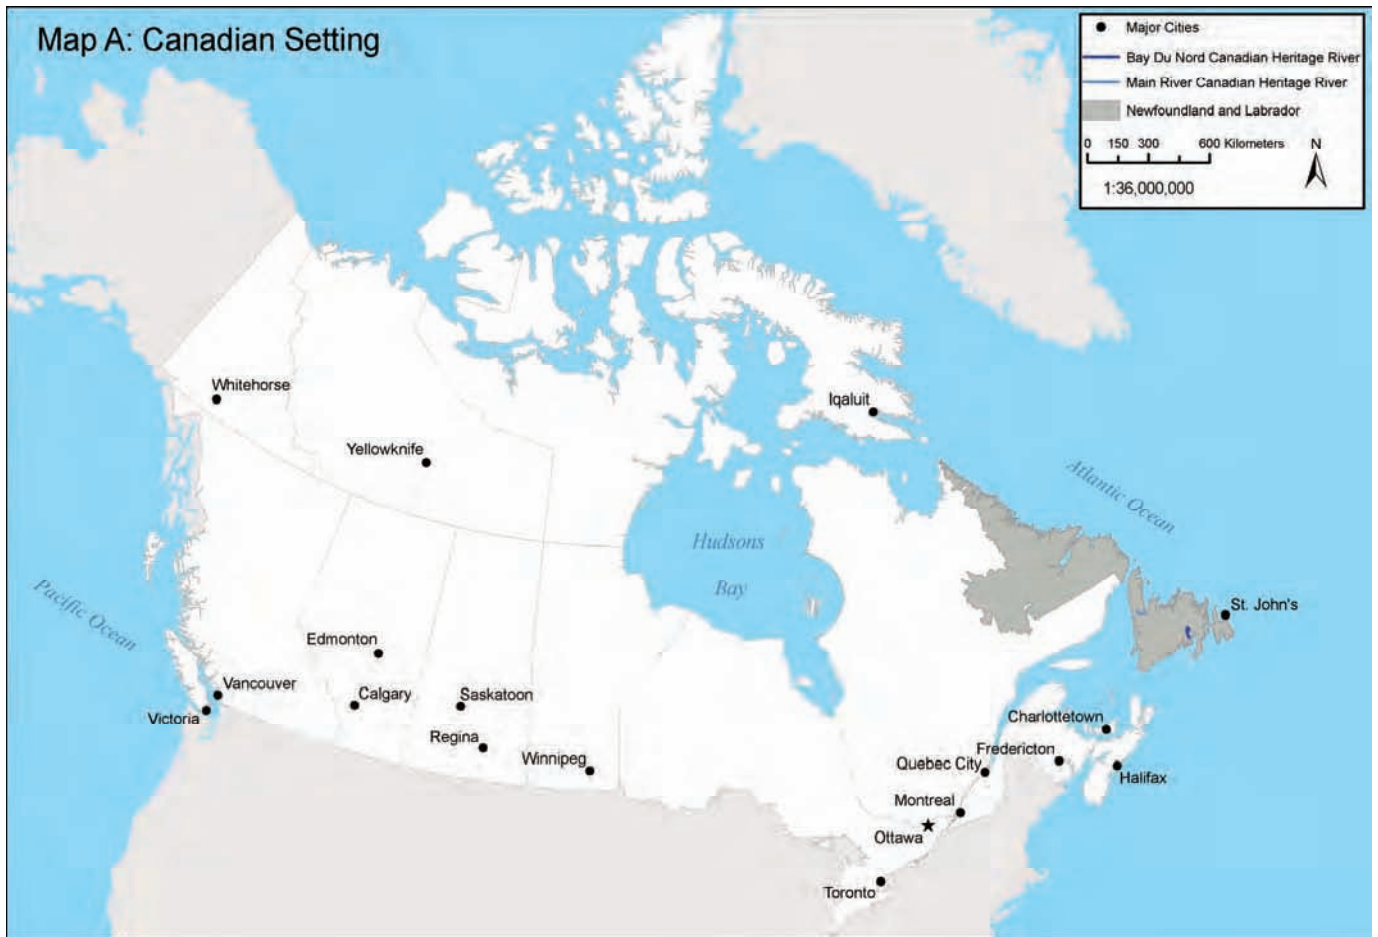 Map A: Canadian Setting
Major Cities
Bay Du Nord Canadian Heritage River
Main River Canadian Heritage River
Newfoundland and Labrador
0 150 300 600 Kilometers
N
1:36,000,000
Whitehorse
Iqaluit
Yellowknife
Atlantic Ocean
Hudsons
Bay
Pacific Ocean
St. John's
Edmonton
Vancouver
Calgary
Saskatoon
Victoria
Charlottetown
Regina
Fredericton
Winnipeg
Quebec City
Halifax
Montreal
Ottawa
Toronto